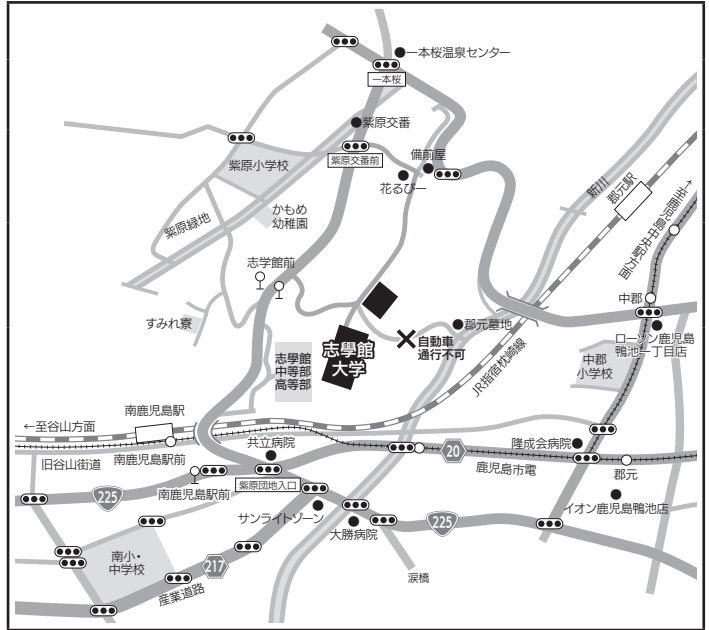 一本桜温泉センター
一本桜
紫原交番
紫原交番前
備前屋
紫原小学校
花るぴー
かもめ
幼稚園
紫原緑地
新川
郡元駅
←至鹿児島中央駅方面
志学館前
中郡
すみれ寮
郡元墓地
自動車
通行不可
ローソン鹿児島
鴨池一丁目店
志學館
大学
志學館
中等部
高等部
JR指宿枕崎線
中郡
小学校
南鹿児島駅
←至谷山方面
旧谷山街道
南鹿児島駅前
共立病院
20
隆成会病院
鹿児島市電
郡元
225
南鹿児島駅前
紫原団地入口
イオン鹿児島鴨池店
サンライトゾーン
大勝病院
225
南小・
中学校
217
産業道路
涙橋